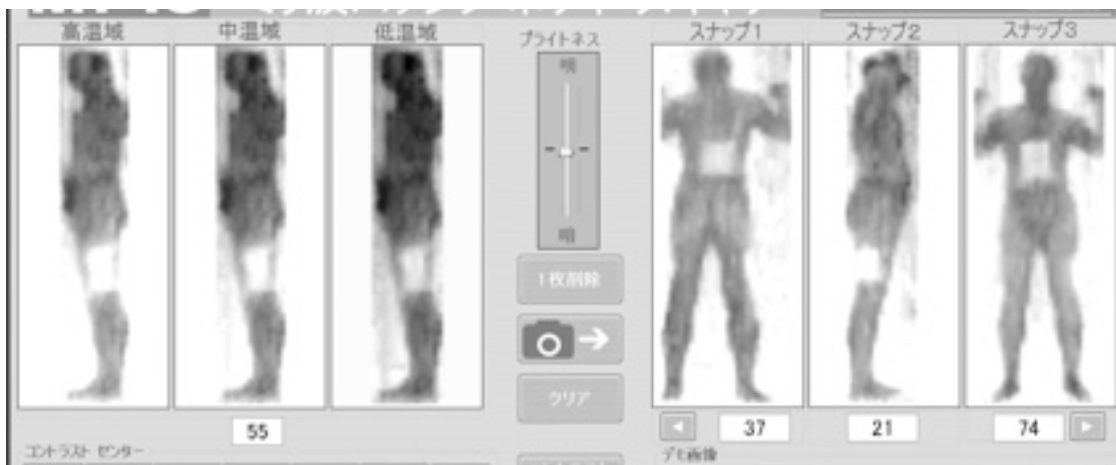 高温域 中温域 低温域 ブライトネス スナップ1 スナップ2 スナップ3
明
暗
1枚削除
クリア
55 37 21 74
コントラスト センター デモ画像